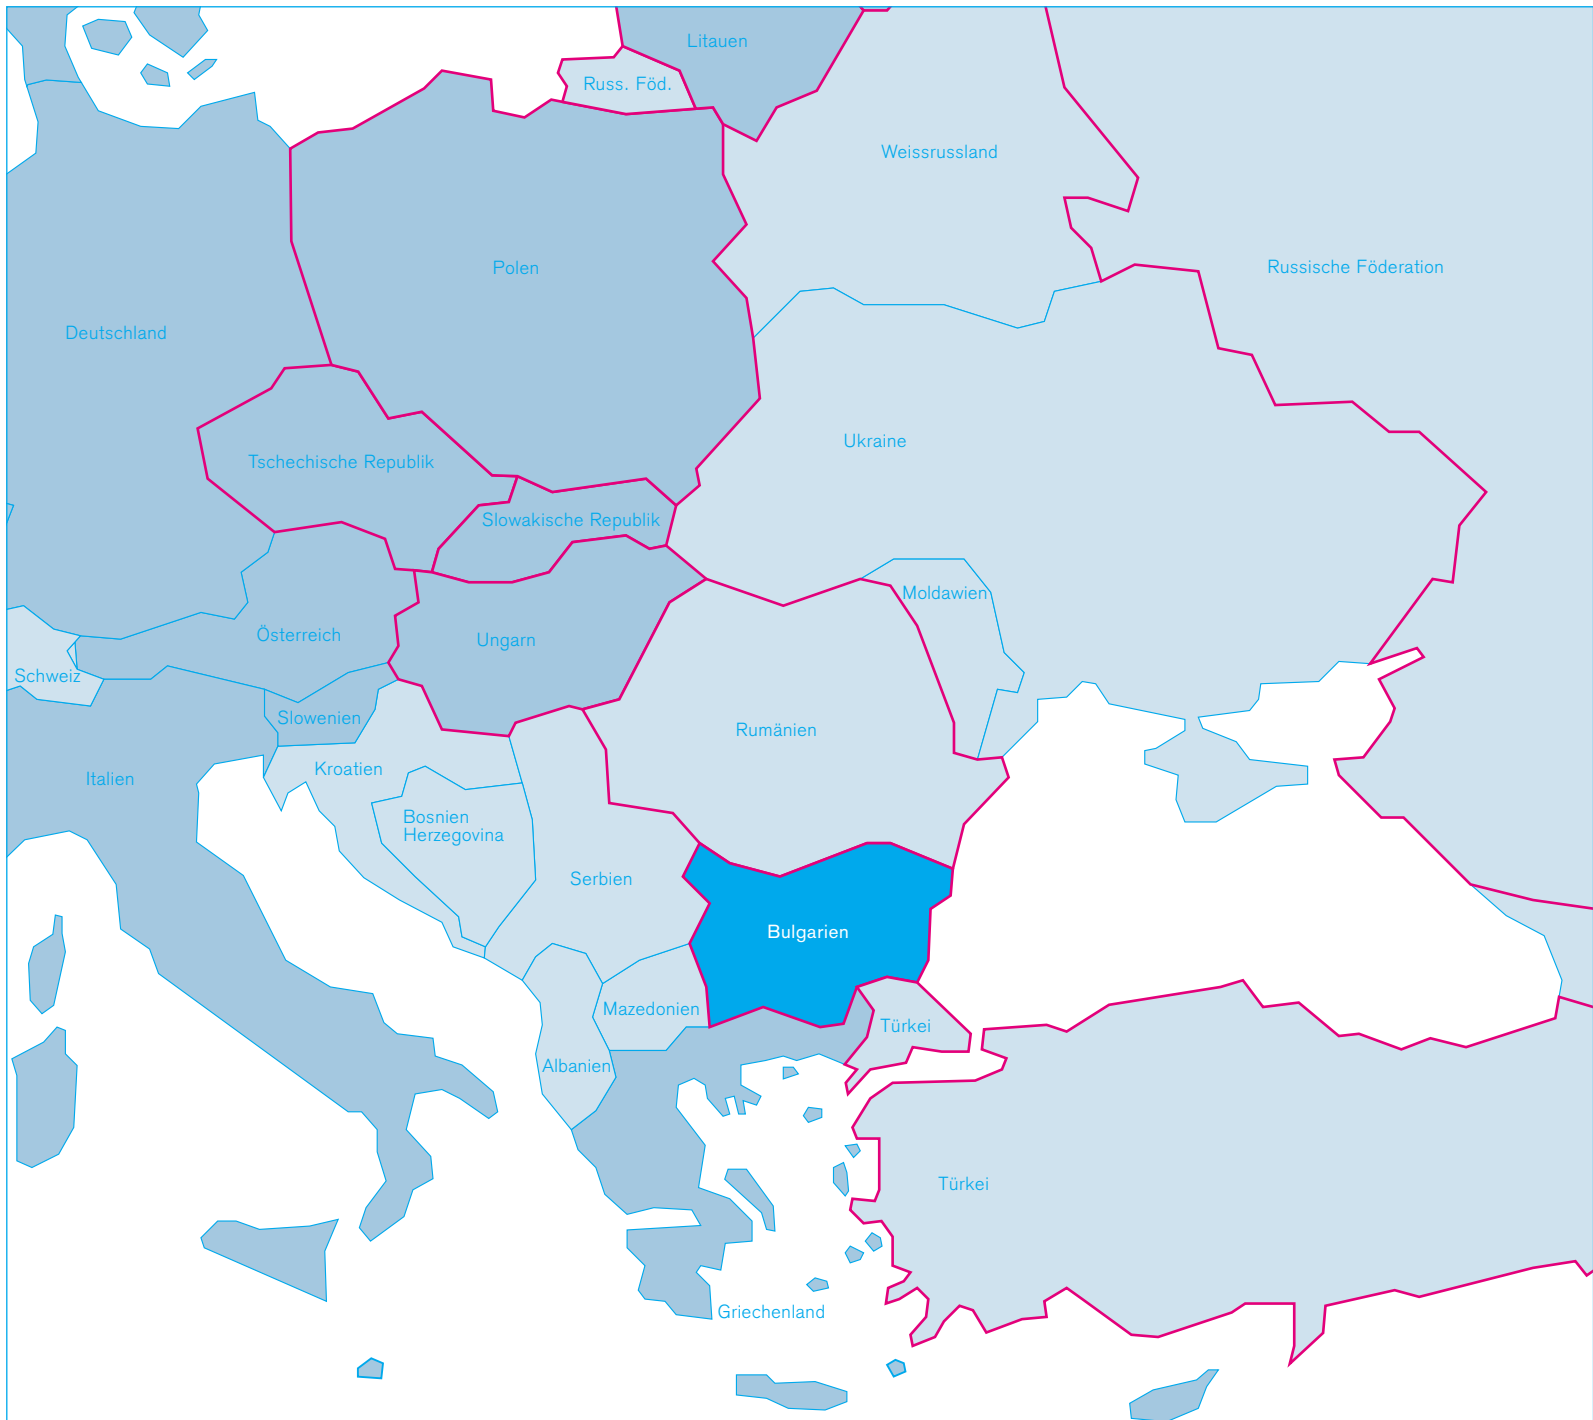 Litauen
Russ. Föd.
Weissrussland
Russische Föderation
Polen
Deutschland
Ukraine
Tschechische Republik
Slowakische Republik
Moldawien
Österreich
Ungarn
Schweiz
Slowenien
Rumänien
Kroatien
Italien
Bosnien
Herzegovina
Serbien
Bulgarien
Mazedonien
Türkei
Albanien
Türkei
Griechenland